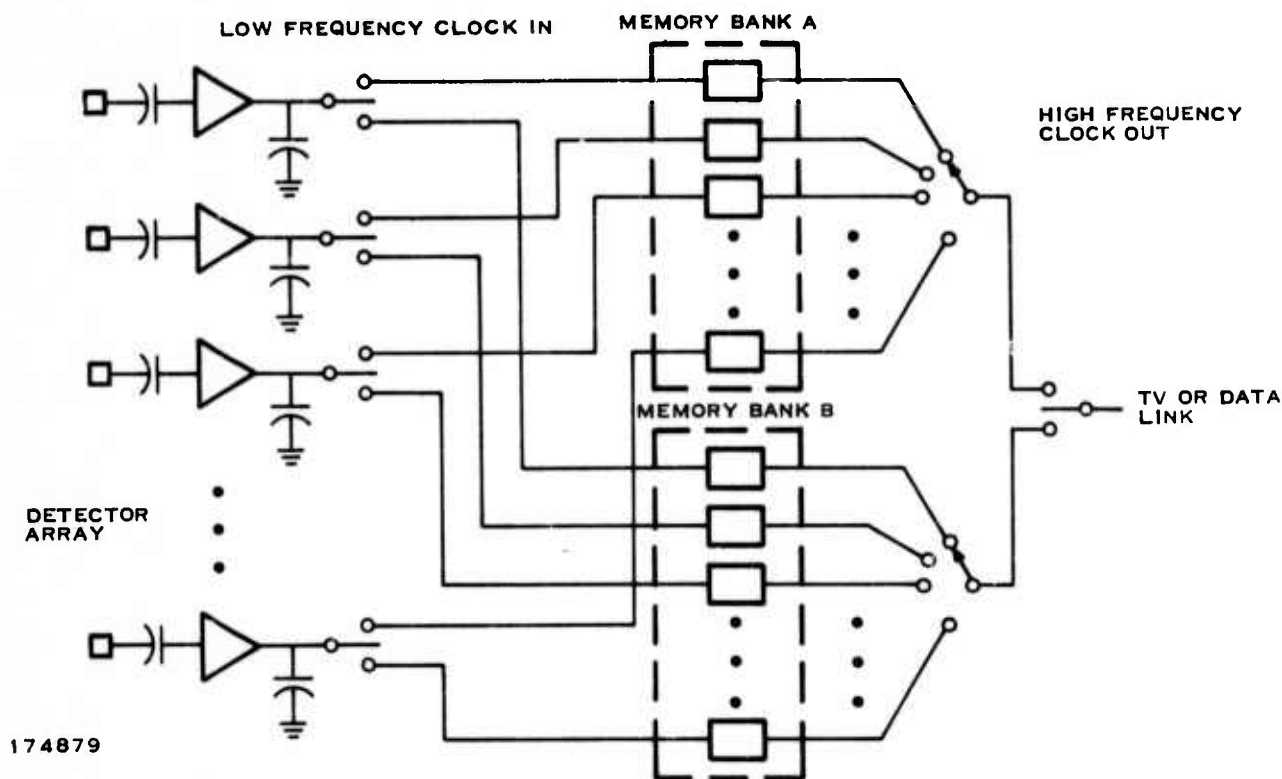 LOW FREQUENCY CLOCK IN
MEMORY BANK A
HIGH FREQUENCY
CLOCK OUT
MEMORY BANK B
TV OR DATA
LINK
DETECTOR
ARRAY
174879